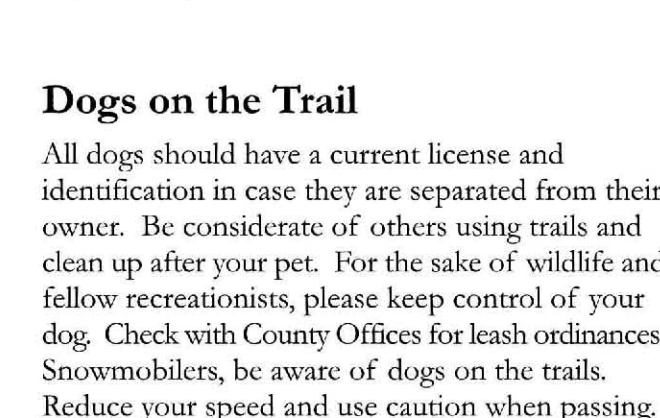 Dogs on the Trail
All dogs should have a current license and
identification in case they are separated from their
owner.  Be considerate of others using trails and
clean up after your pet.  For the sake of wildlife and
fellow recreationists, please keep control of your
dog.  Check with County Offices for leash ordinances
Snowmobilers, be aware of dogs on the trails.
Reduce your speed and use caution when passing.